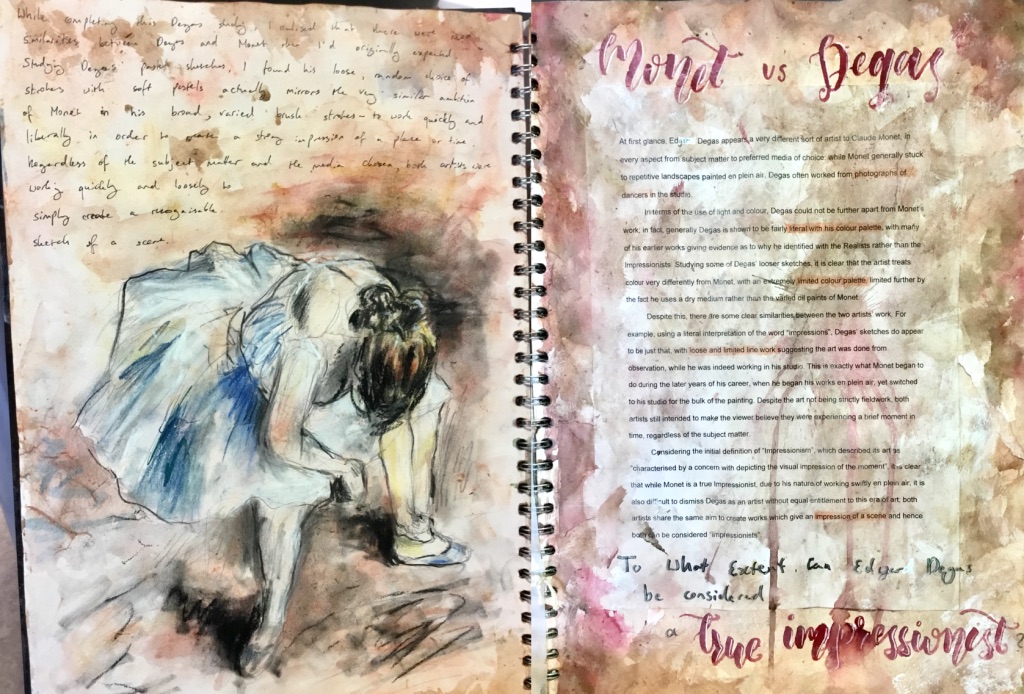 While completing this Degas study, I realised that there were more
similarities between Degas and Monet than I'd originally expected.
Studying Degas' pastel sketches, I found his loose, random choice of
strokes with soft pastels actually mirrors the very similar ambition
of Monet in his broad, varied brush strokes - to work quickly and
liberally in order to create a strong impression of a place or time.
Regardless of the subject matter and the media chosen both artists were
working quickly and loosely to
simply create a recognisable
sketch of a scene.
Monet vs Degas
At first glance, Edgar Degas appears a very different sort of artist to Claude Monet, in
every aspect from subject matter to preferred media of choice: while Monet generally stuck
to repetitive landscapes painted en plein air, Degas often worked from photographs of
dancers in the studio.
In terms of the use of light and colour, Degas could not be further apart from Monet's
work; in fact, generally Degas is shown to be fairly literal with his colour palette, with many
of his earlier works giving evidence as to why he identified with the Realists rather than the
Impressionists. Studying some of Degas' looser sketches, it is clear that the artist treats
colour very differently from Monet, with an extremely limited colour palette, limited further by
the fact he uses a dry medium rather than the varied oil paints of Monet.
Despite this, there are some clear similarities between the two artists' work. For
example, using a literal interpretation of the word "impressions", Degas' sketches do appear
to be just that, with loose and limited line work suggesting the art was done from
observation, while he was indeed working in his studio. This is exactly what Monet began to
do during the later years of his career, when he began his works en plein air, yet switched
to his studio for the bulk of the painting. Despite the art not being strictly fieldwork, both
artists still intended to make the viewer believe they were experiencing a brief moment in
time, regardless of the subject matter.
Considering the initial definition of "Impressionism", which described its art as
"characterised by a concern with depicting the visual impression of the moment", it is clear
that while Monet is a true Impressionist, due to his nature of working swiftly en plein air, it is
also difficult to dismiss Degas as an artist without equal entitlement to this era of art; both
artists share the same aim to create works which give an impression of a scene and hence
both can be considered "impressionists".
To What Extent Can Edgar Degas
be considered
a true impressionist?